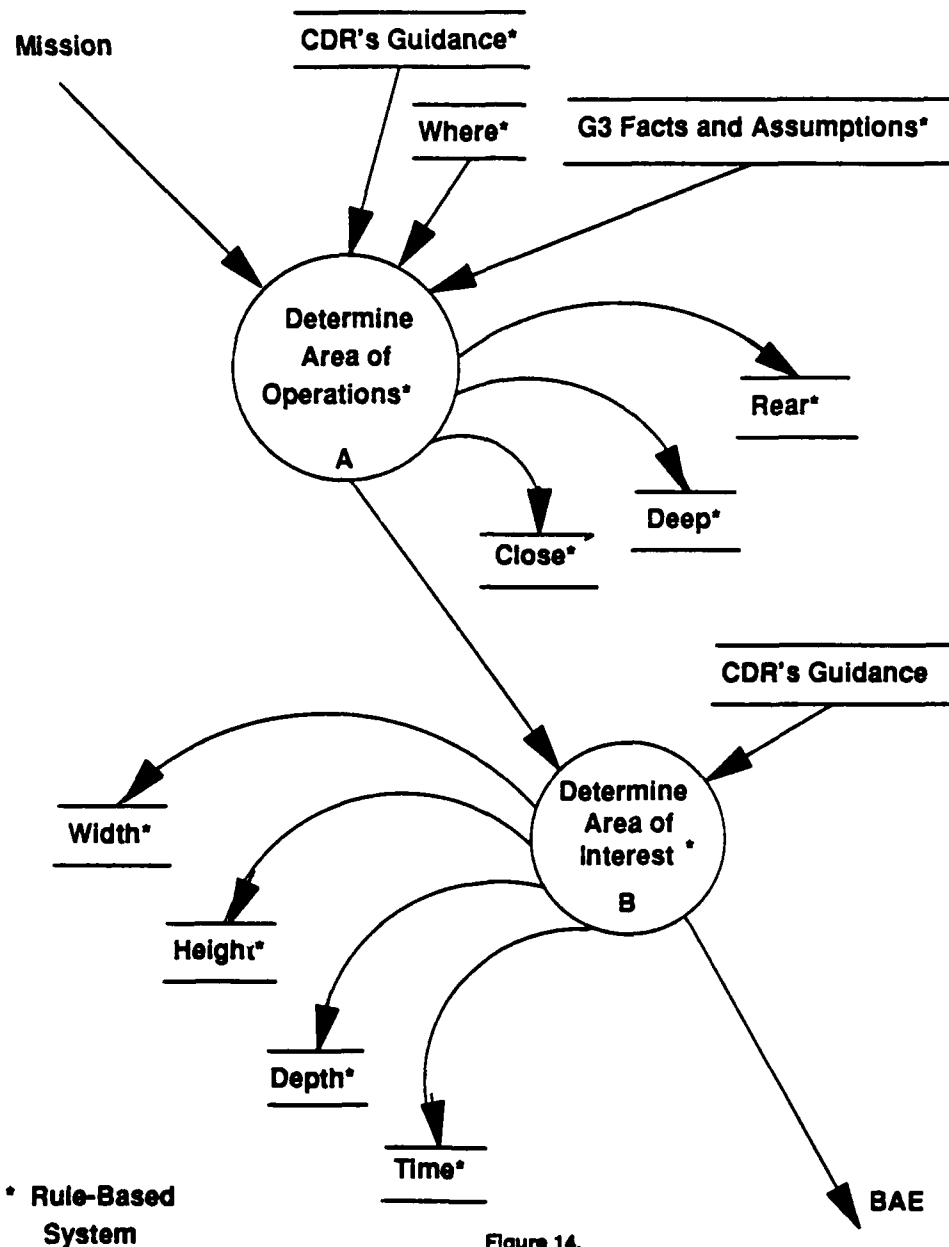 Mission
CDR's Guidance*
Where*
G3 Facts and Assumptions*
Determine
Area of
Operations*
A
Rear*
Deep*
Close*
CDR's Guidance
Determine
Area of
Interest *
B
Width*
Height*
Depth*
Time*
* Rule-Based
System
BAE
Figure 14.